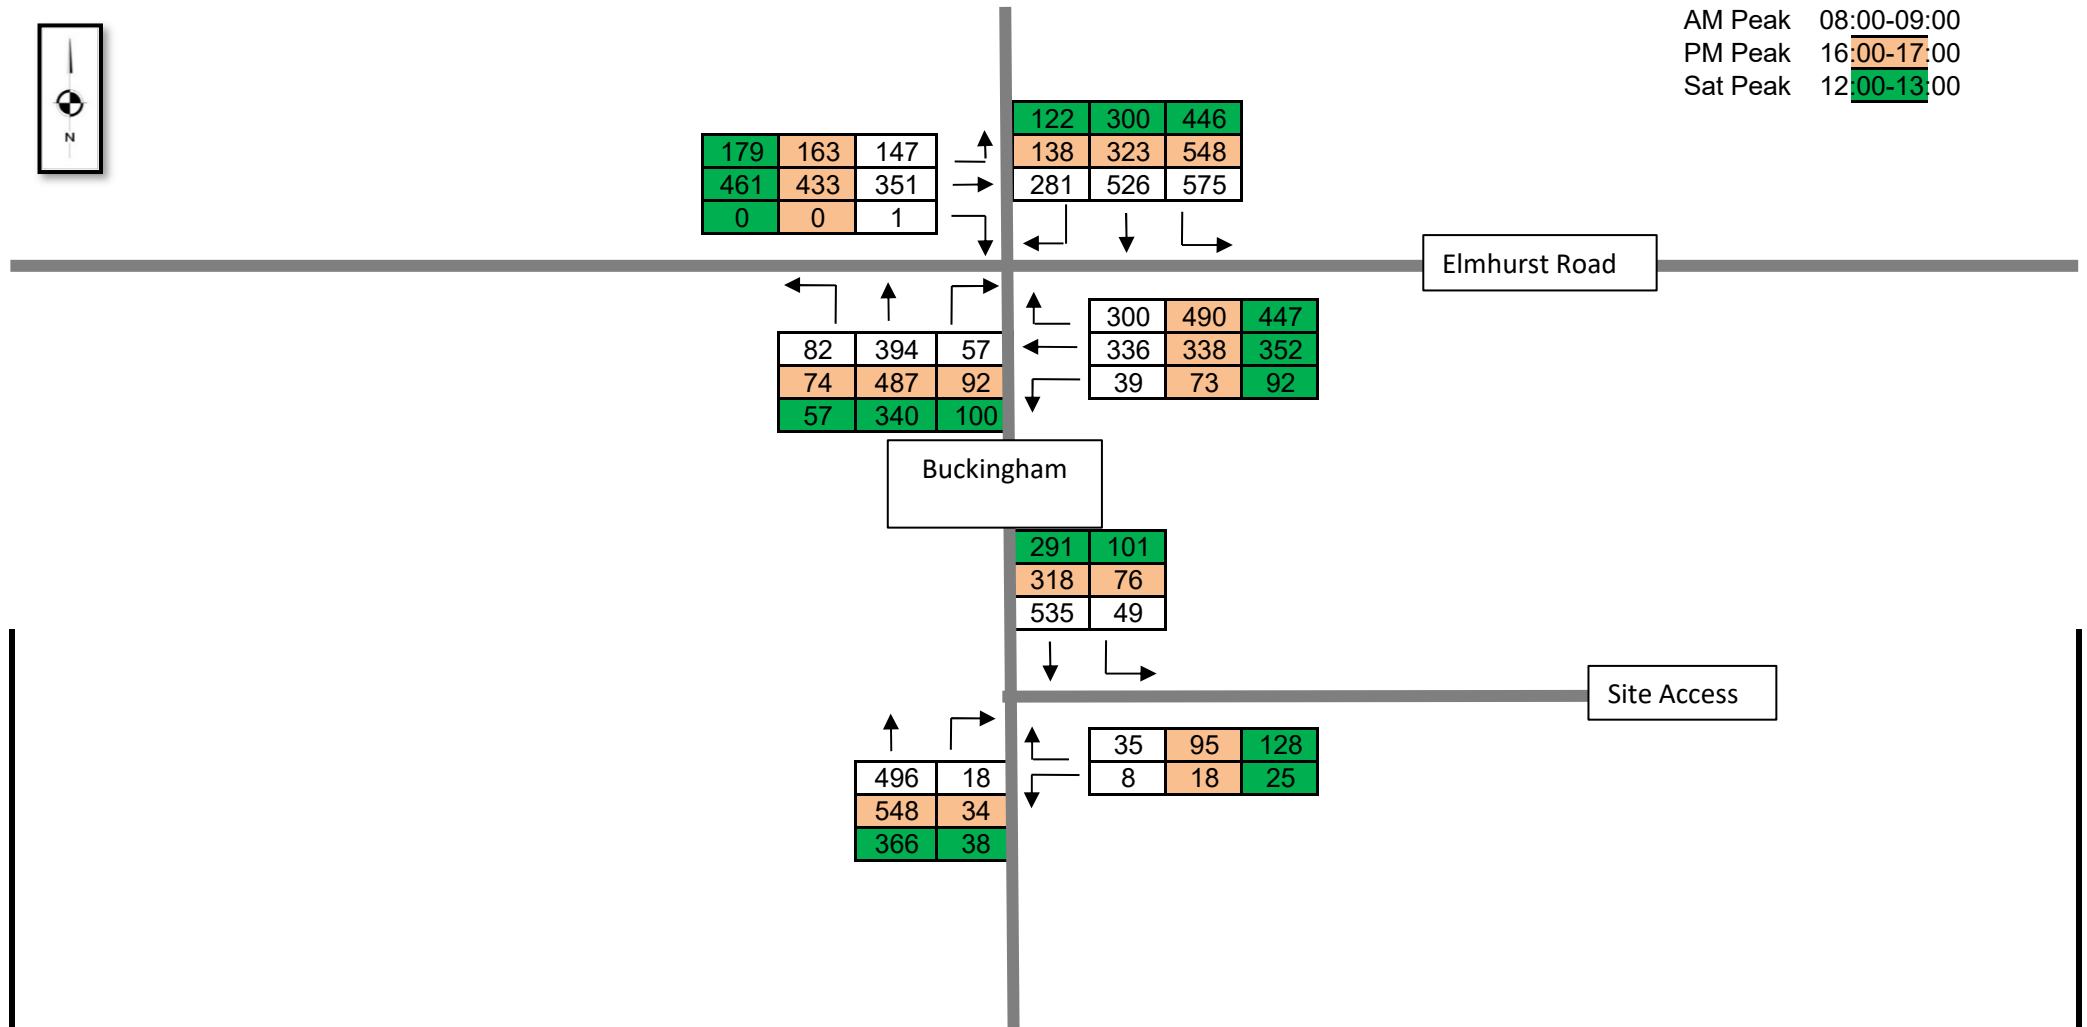 AM Peak 08:00-09:00
PM Peak 16:00-17:00
Sat Peak 12:00-13:00
N
122 300 446
138 323 548
281 526 575
179 163 147
461 433 351
0 0 1
Elmhurst Road
300 490 447
336 338 352
39 73 92
82 394 57
74 487 92
57 340 100
Buckingham
291 101
318 76
535 49
Site Access
35 95 128
8 18 25
496 18
548 34
366 38